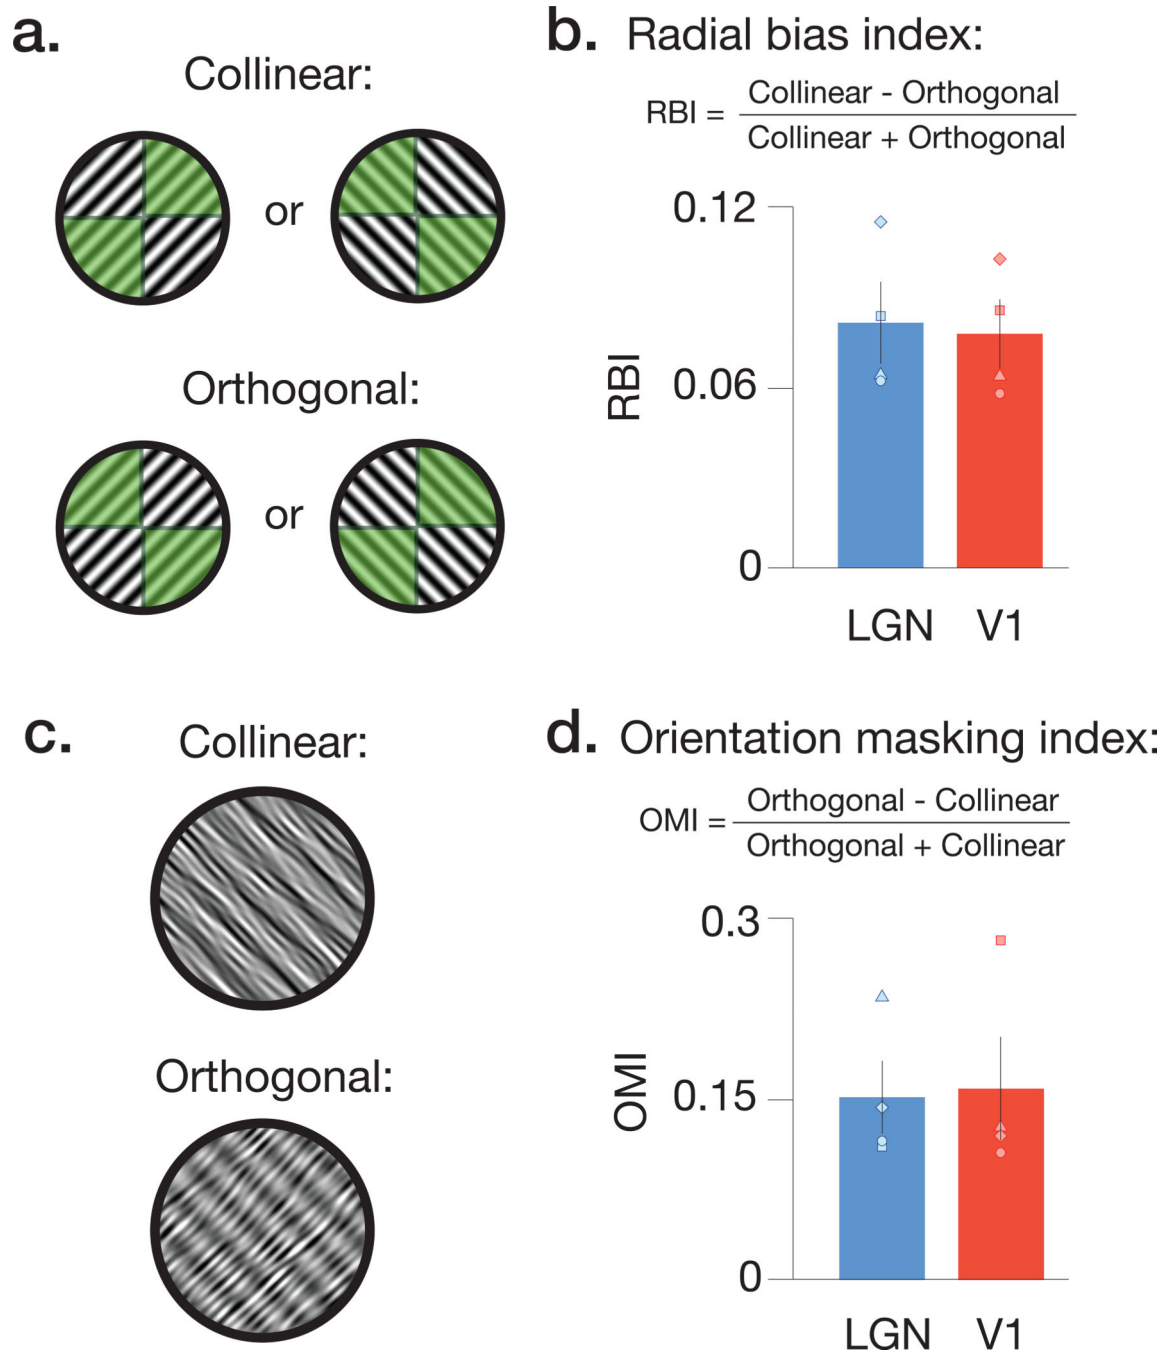 a.
Collinear:
or
Orthogonal:
or
b. Radial bias index:
RBI = Collinear - Orthogonal
Collinear + Orthogonal
0.12
0.06
0
RBI
LGN V1
c.
Collinear:
Orthogonal:
d. Orientation masking index:
OMI = Orthogonal - Collinear
Orthogonal + Collinear
0.3
0.15
0
OMI
LGN V1